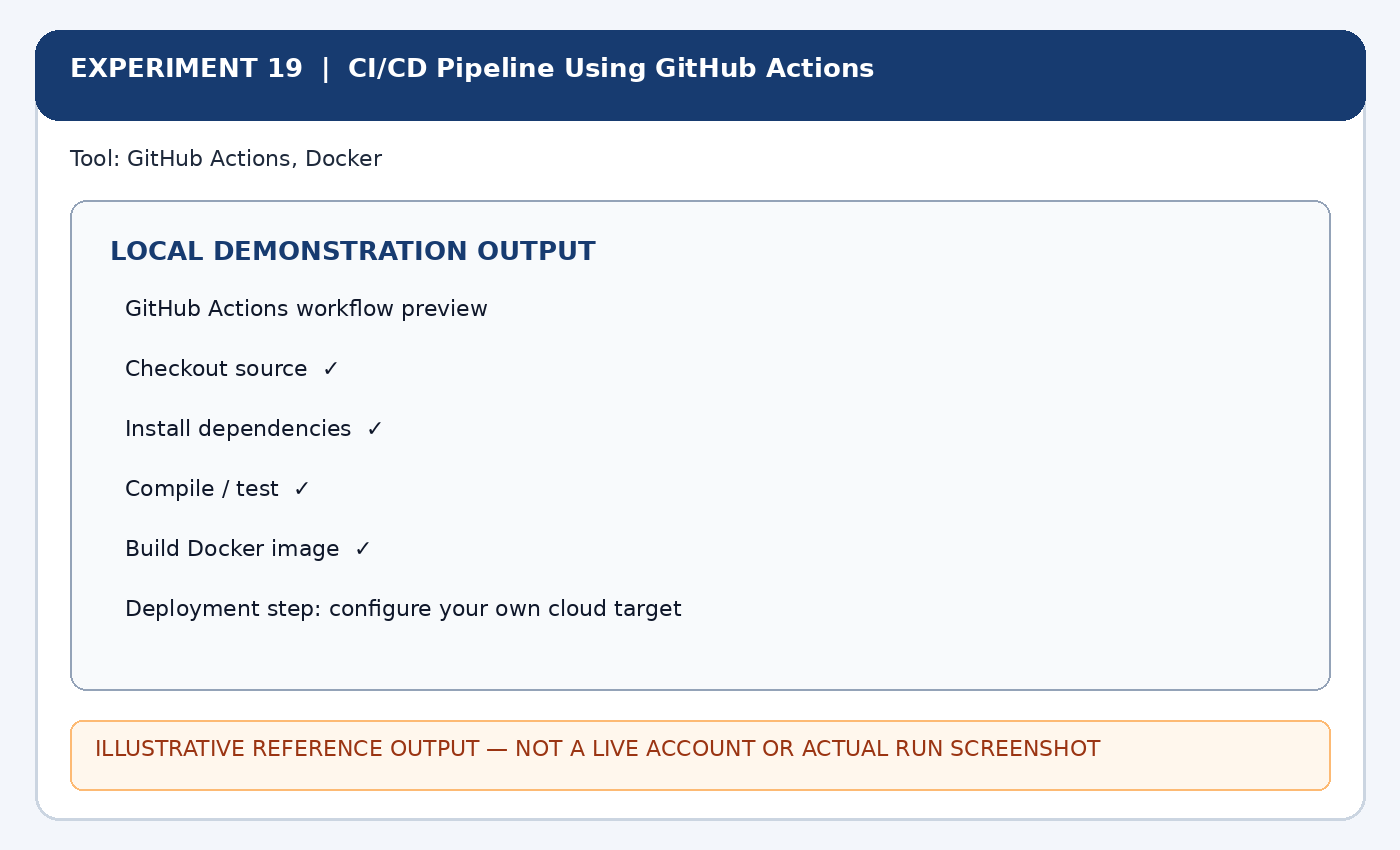 EXPERIMENT 19 | CI/CD Pipeline Using GitHub Actions
Tool: GitHub Actions, Docker
LOCAL DEMONSTRATION OUTPUT
GitHub Actions workflow preview
Checkout source ✓
Install dependencies ✓
Compile / test ✓
Build Docker image ✓
Deployment step: configure your own cloud target
ILLUSTRATIVE REFERENCE OUTPUT — NOT A LIVE ACCOUNT OR ACTUAL RUN SCREENSHOT